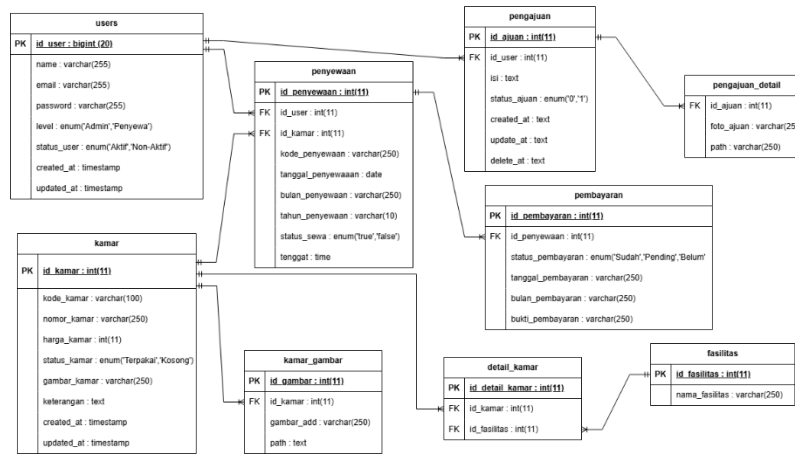 users
PK id_user : bigint (20)
name : varchar(255)
email : varchar(255)
password : varchar(255)
level : enum('Admin','Penyewa')
status_user : enum('Aktif','Non-Aktif')
created_at : timestamp
updated_at : timestamp
penyewaan
PK id_penyewaan : int(11)
FK id_user : int(11)
FK id_kamar : int(11)
kode_penyewaan : varchar(250)
tanggal_penyewaaan : date
bulan_penyewaan : varchar(250)
tahun_penyewaan : varchar(10)
status_sewa : enum('true','false')
tenggat : time
pengajuan
PK id_ajuan : int(11)
FK id_user : int(11)
isi : text
status_ajuan : enum('0','1')
created_at : text
update_at : text
delete_at : text
pengajuan_detail
FK id_ajuan : int(11)
foto_ajuan : varchar(25
path : varchar(250)
pembayaran
PK id_pembayaran : int(11)
FK id_penyewaan : int(11)
status_pembayaran : enum('Sudah','Pending','Belum'
tanggal_pembayaran : varchar(250)
bulan_pembayaran : varchar(250)
bukti_pembayaran : varchar(250)
kamar
PK id_kamar : int(11)
kode_kamar : varchar(100)
nomor_kamar : varchar(250)
harga_kamar : int(11)
status_kamar : enum('Terpakai','Kosong')
gambar_kamar : varchar(250)
keterangan : text
created_at : timestamp
updated_at : timestamp
kamar_gambar
PK id_gambar : int(11)
FK id_kamar : int(11)
gambar_add : varchar(250)
path : text
detail_kamar
PK id_detail_kamar : int(11)
FK id_kamar : int(11)
FK id_fasilitas : int(11)
fasilitas
PK id_fasilitas : int(11)
nama_fasilitas : varchar(250)